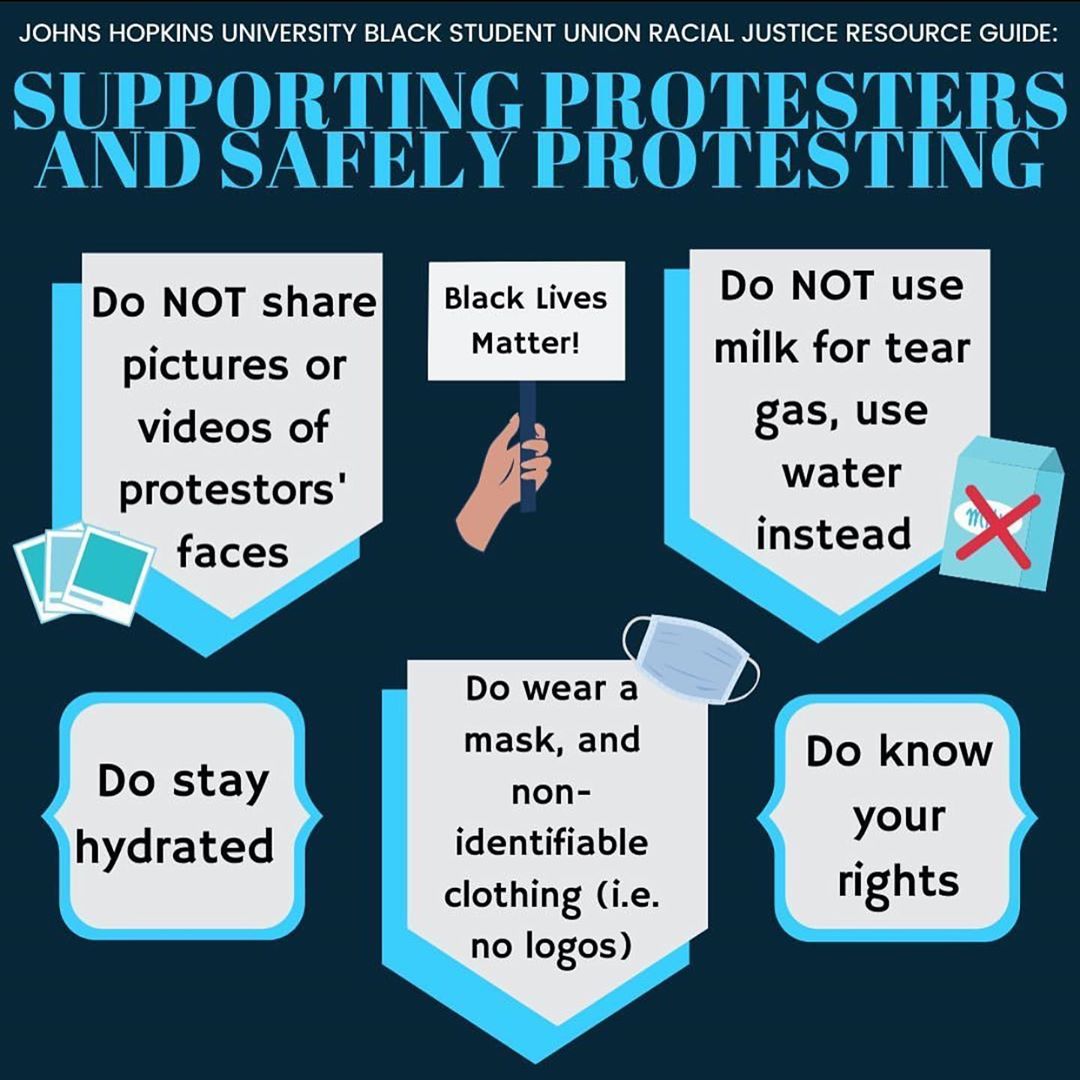 JOHNS HOPKINS UNIVERSITY BLACK STUDENT UNION RACIAL JUSTICE RESOURCE GUIDE:
SUPPORTING PROTESTERS
AND SAFELY PROTESTING
Do NOT share
pictures or
videos of
protestors'
faces
Black Lives
Matter!
Do NOT use
milk for tear
gas, use
water
instead
Do stay
hydrated
Do wear a
mask, and
non-
identifiable
clothing (i.e.
no logos)
Do know
your
rights